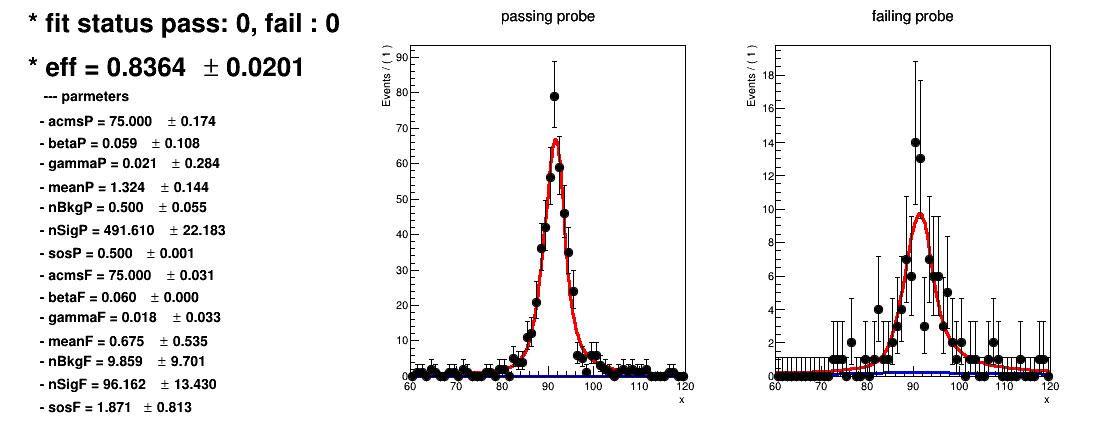 * fit status pass: 0, fail : 0
* eff = 0.8364 ± 0.0201
--- parmeters
- acmsP = 75.000 ± 0.174
- betaP = 0.059 ± 0.108
- gammaP = 0.021 ± 0.284
- meanP = 1.324 ± 0.144
- nBkgP = 0.500 ± 0.055
- nSigP = 491.610 ± 22.183
- sosP = 0.500 ± 0.001
- acmsF = 75.000 ± 0.031
- betaF = 0.060 ± 0.000
- gammaF = 0.018 ± 0.033
- meanF = 0.675 ± 0.535
- nBkgF = 9.859 ± 9.701
- nSigF = 96.162 ± 13.430
- sosF = 1.871 ± 0.813
passing probe
Events / ( 1 )
90
80
70
60
50
40
30
20
10
0
60 70 80 90 100 110 120
x
failing probe
Events / ( 1 )
18
16
14
12
10
8
6
4
2
0
60 70 80 90 100 110 120
x